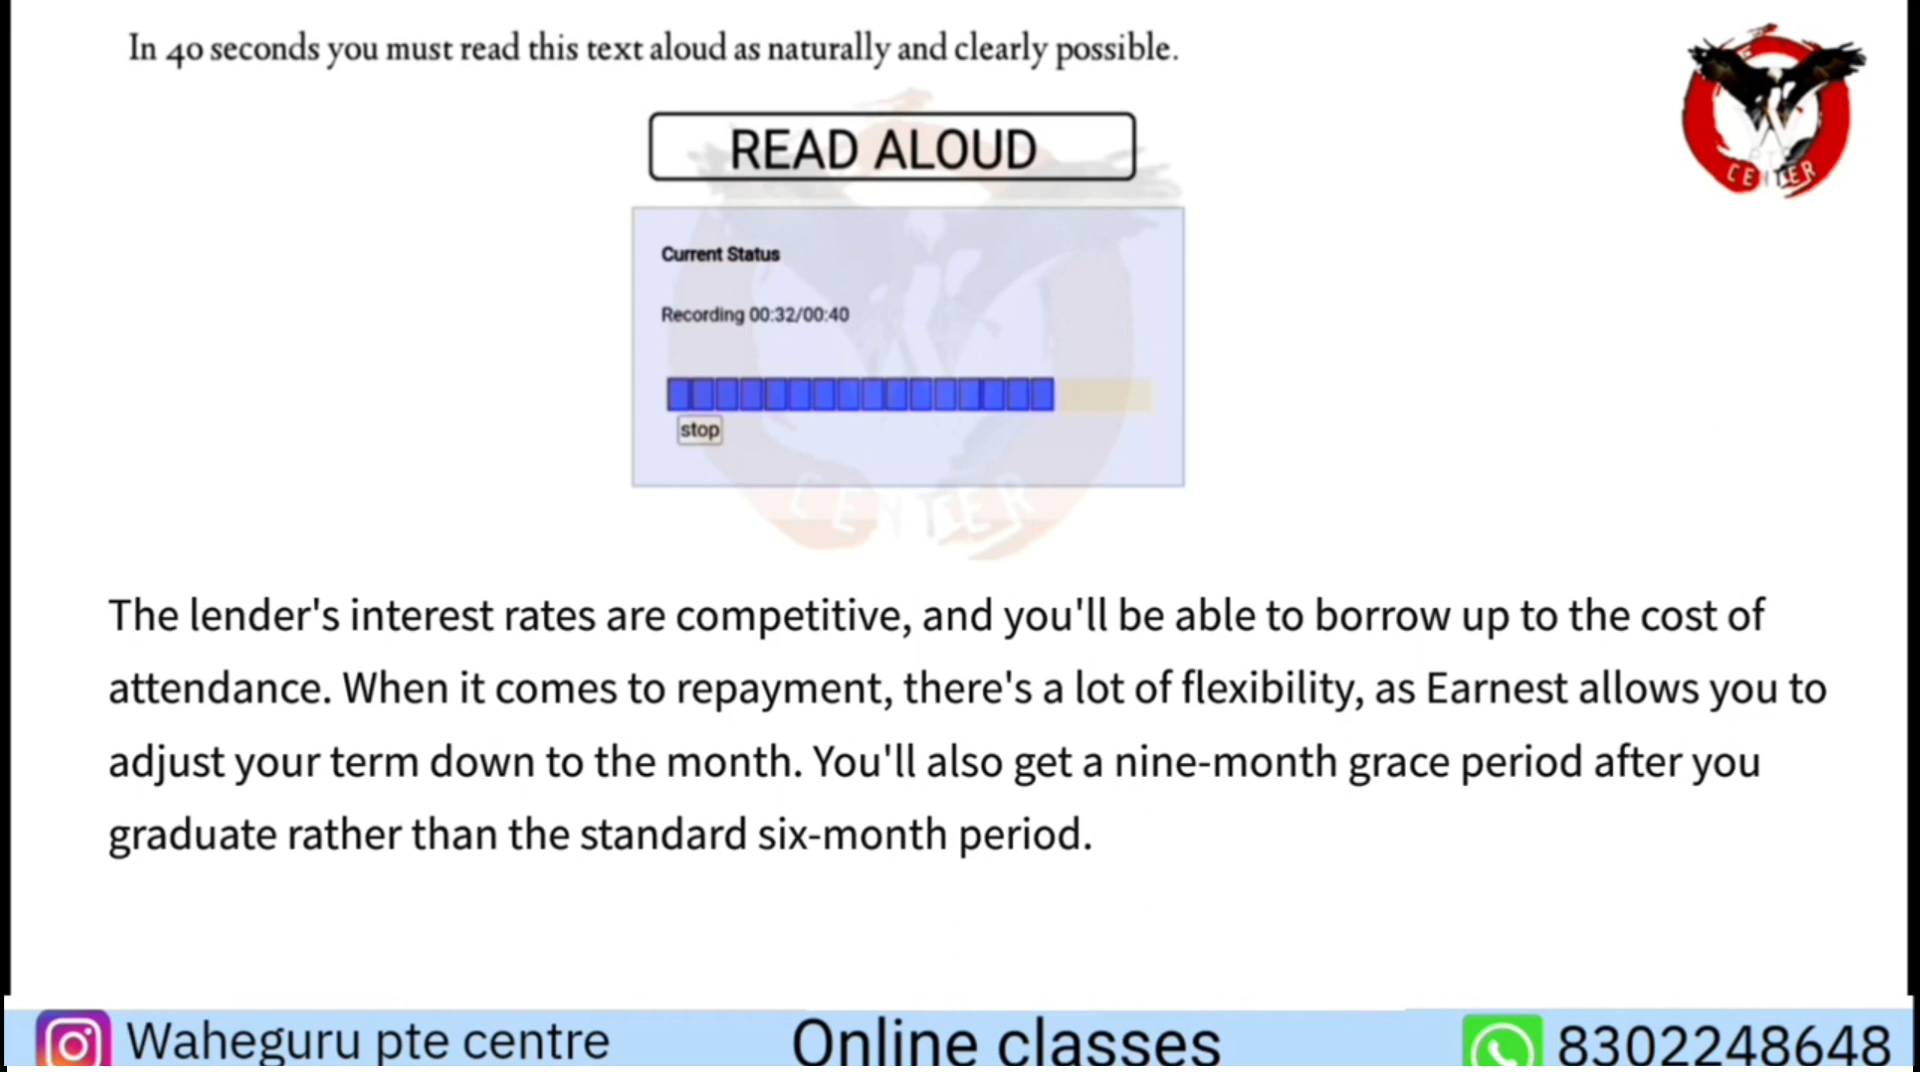 In 40 seconds you must read this text aloud as naturally and clearly possible.
READ ALOUD
Current Status
Recording 00:32/00:40
stop
CENTER
CENTER
The lender's interest rates are competitive, and you'll be able to borrow up to the cost of
attendance. When it comes to repayment, there's a lot of flexibility, as Earnest allows you to
adjust your term down to the month. You'll also get a nine-month grace period after you
graduate rather than the standard six-month period.
Waheguru pte centre
Online classes
8302248648